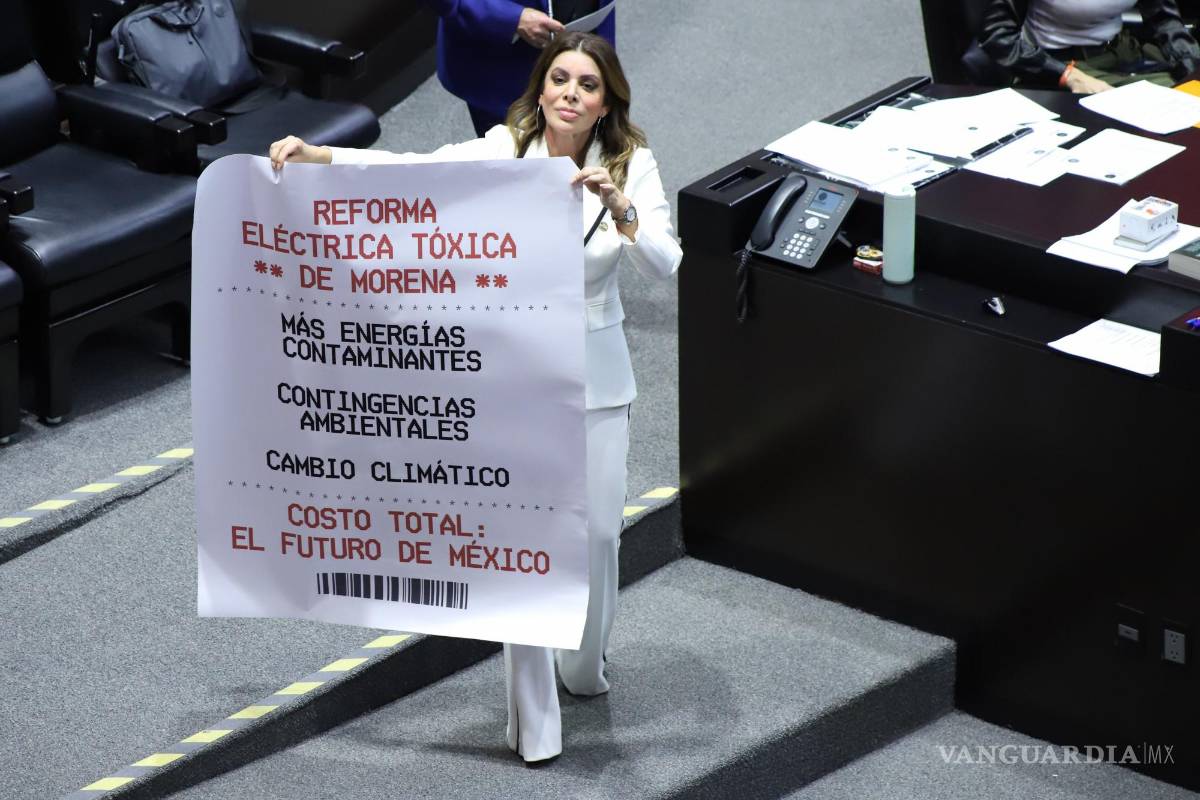 REFORMA
ELÉCTRICA TÓXICA
** DE MORENA **
MÁS ENERGÍAS
CONTAMINANTES
CONTINGENCIAS
AMBIENTALES
CAMBIO CLIMÁTICO
COSTO TOTAL:
EL FUTURO DE MÉXICO
VANGUARDIA|MX